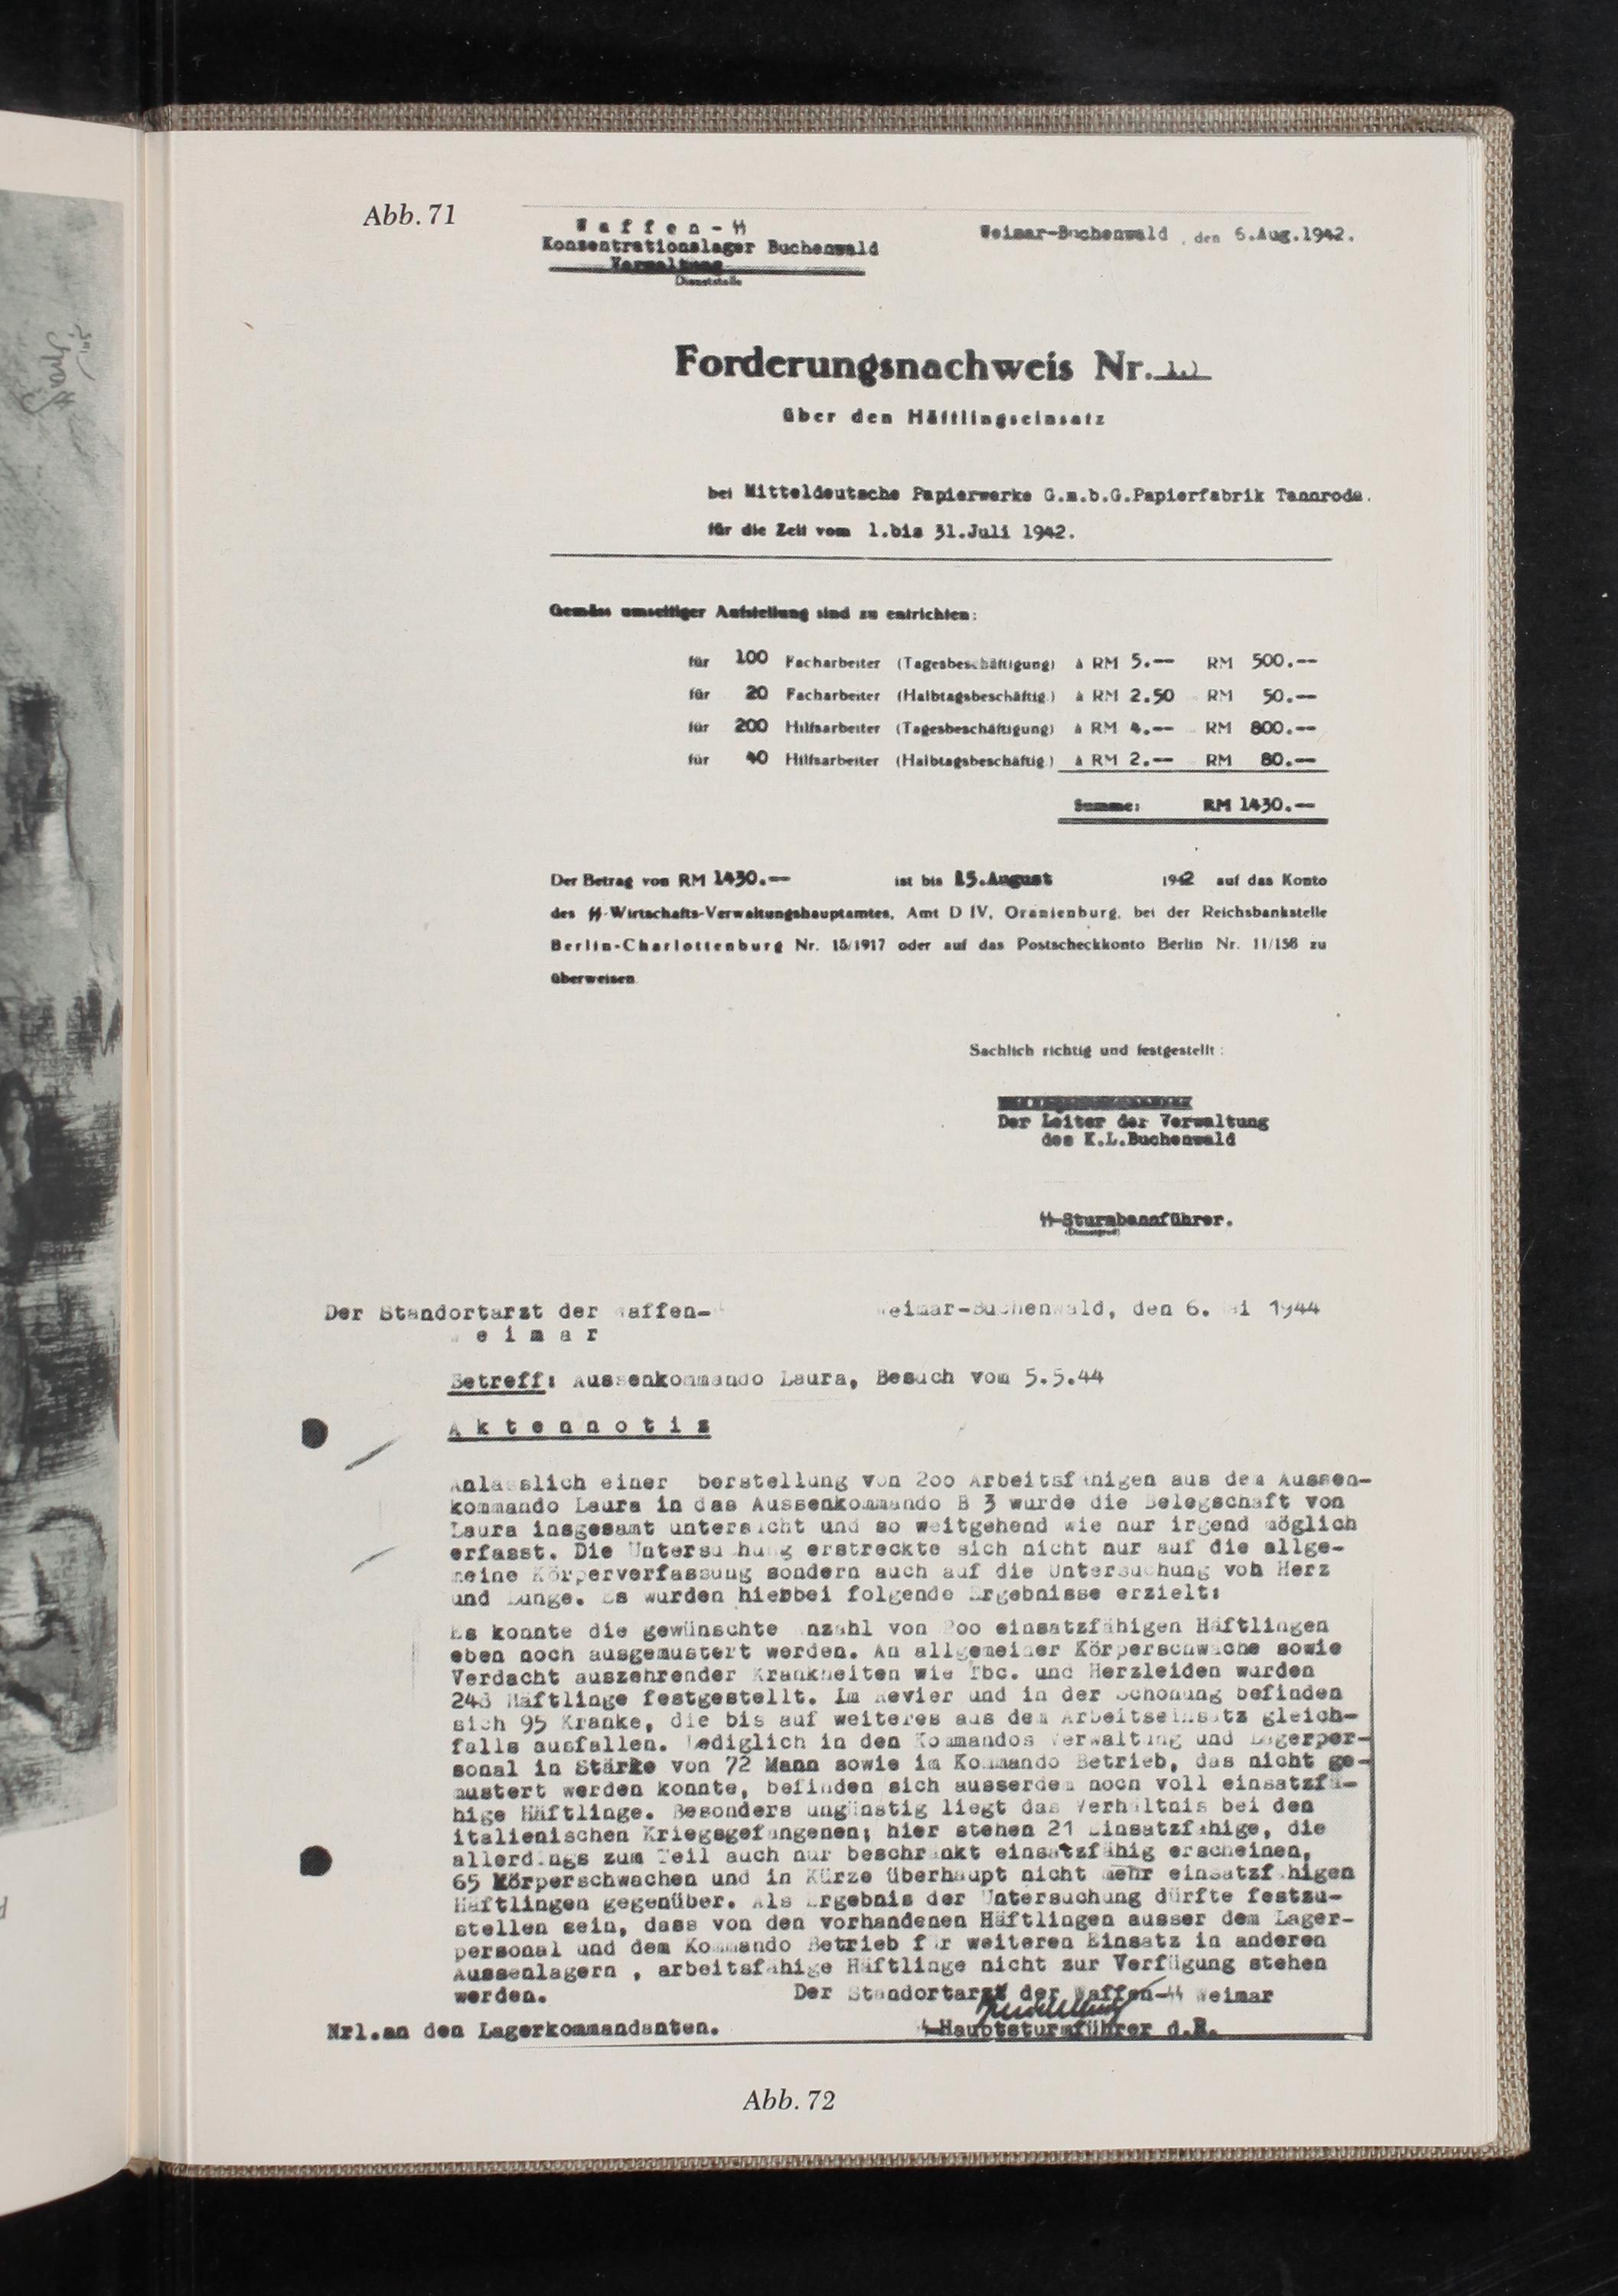 Abb. 71
Waffen-SS
Konzentrationslager Buchenwald
Verwaltung
Dienststelle
Weimar-Buchenwald, den 6.Aug.1942.
Forderungsnachweis Nr.
über den Häftlingseinsatz
bei Mitteldeutsche Papierwerke G.m.b.G.Papierfabrik Tannroda.
für die Zeit vom 1.bis 31.Juli 1942.
Gemäss umseitiger Aufstellung sind zu entrichten:
für 100 Facharbeiter (Tagesbeschäftigung) à RM 5.-- RM 500.--
für 20 Facharbeiter (Halbtagsbeschäftig.) à RM 2.50 RM 50.--
für 200 Hilfsarbeiter (Tagesbeschäftigung) à RM 4.-- RM 800.--
für 40 Hilfsarbeiter (Halbtagsbeschäftig.) à RM 2.-- RM 80.--
Summe: RM 1430.--
Der Betrag von RM 1430.-- ist bis 15.August 1942 auf das Konto
des SS-Wirtschafts-Verwaltungshauptamtes, Amt D IV, Oranienburg, bei der Reichsbankstelle
Berlin-Charlottenburg Nr. 15/1917 oder auf das Postscheckkonto Berlin Nr. 11/158 zu
überweisen.
Sachlich richtig und festgestellt:
Der Leiter der Verwaltung
des K.L.Buchenwald
SS-Sturmbannführer.
(Dienstgrad)
Der Standortarzt der Waffen-
Weimar
Weimar-Buchenwald, den 6. Mai 1944
Betreff: Aussenkommando Laura, Besuch vom 5.5.44
Aktennotiz
Anlasslich einer berstellung von 200 Arbeitsfähigen aus dem Aussen-
kommando Laura in das Aussenkommando B 3 wurde die Belegschaft von
Laura insgesamt untersucht und so weitgehend wie nur irgend möglich
erfasst. Die Untersuchung erstreckte sich nicht nur auf die allge-
meine Körperverfassung sondern auch auf die Untersuchung von Herz
und Lunge. Es wurden hierbei folgende Ergebnisse erzielt:
Es konnte die gewünschte Anzahl von 200 einsatzfähigen Häftlingen
eben noch ausgemustert werden. An allgemeiner Körperschwäche sowie
Verdacht auszehrender Krankheiten wie Tbc. und Herzleiden wurden
248 Häftlinge festgestellt. Im Revier und in der Schonung befinden
sich 95 Kranke, die bis auf weiteres aus dem Arbeitseinsatz gleich-
falls ausfallen. Lediglich in den Kommandos Verwaltung und Lagerper-
sonal in Stärke von 72 Mann sowie im Kommando Betrieb, das nicht ge-
mustert werden konnte, befinden sich ausserdem noch voll einsatzfä-
hige Häftlinge. Besonders ungünstig liegt das Verhältnis bei den
italienischen Kriegsgefangenen; hier stehen 21 Einsatzfähige, die
allerdings zum Teil auch nur beschränkt einsatzfähig erscheinen,
65 Körperschwachen und in Kürze überhaupt nicht mehr einsatzfähigen
Häftlingen gegenüber. Als Ergebnis der Untersuchung dürfte festzu-
stellen sein, dass von den vorhandenen Häftlingen ausser dem Lager-
personal und dem Kommando Betrieb für weiteren Einsatz in anderen
Aussenlagern , arbeitsfähige Häftlinge nicht zur Verfügung stehen
werden.
Der Standortarzt der Waffen-SS Weimar
SS-Hauptsturmführer d.R.
Nrl.an den Lagerkommandanten.
Abb. 72